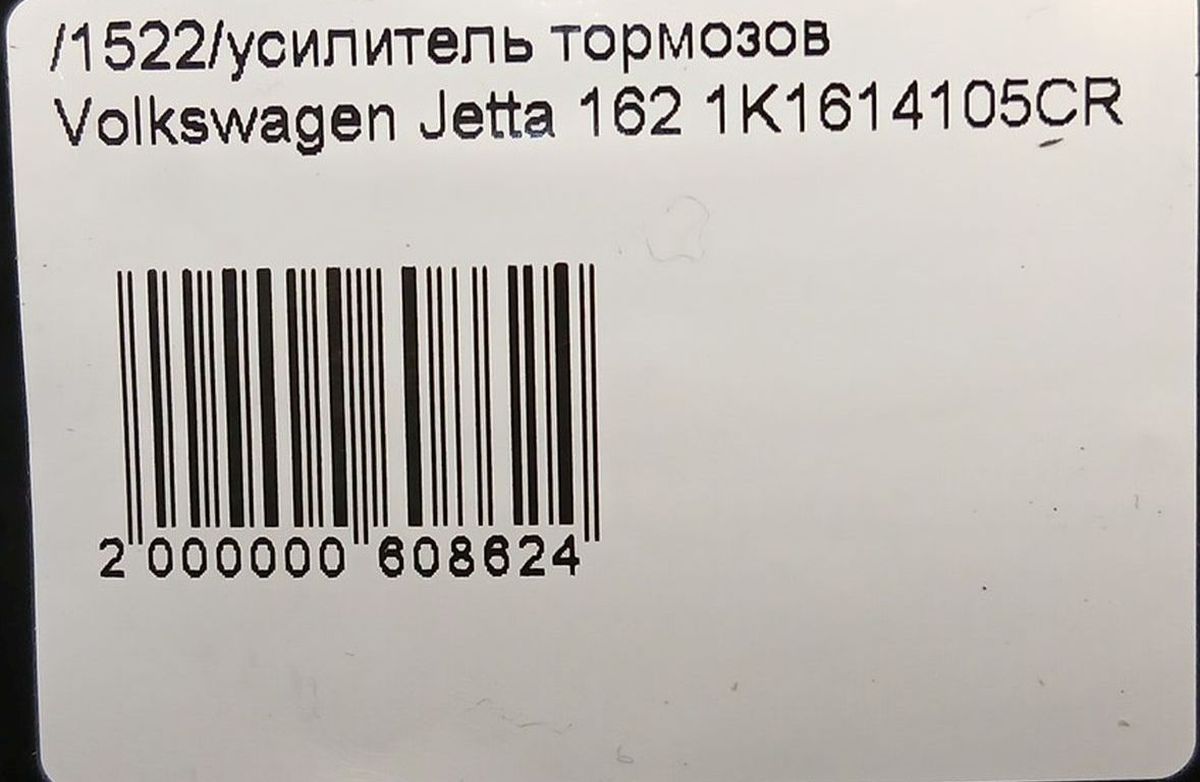 /1522/усилитель тормозов
Volkswagen Jetta 162 1K1614105CR
2 000000 608624